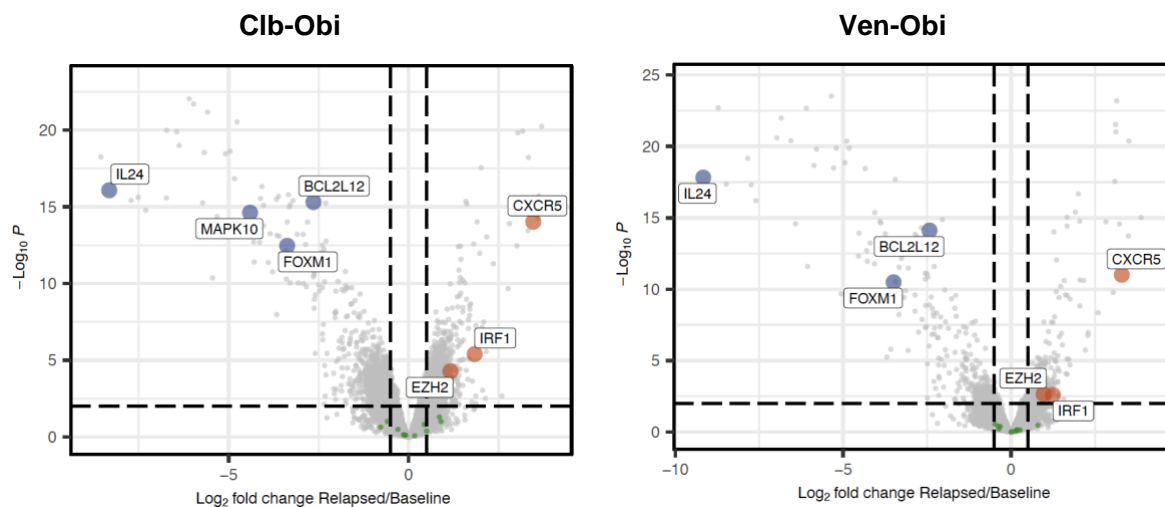 Clb-Obi
20
15
10
5
0
−5
0
−Log10 P
Log2 fold change Relapsed/Baseline
IL24
BCL2L12
MAPK10
FOXM1
CXCR5
IRF1
EZH2
Ven-Obi
25
20
15
10
5
0
−10
−5
0
−Log10 P
Log2 fold change Relapsed/Baseline
IL24
BCL2L12
FOXM1
CXCR5
EZH2
IRF1